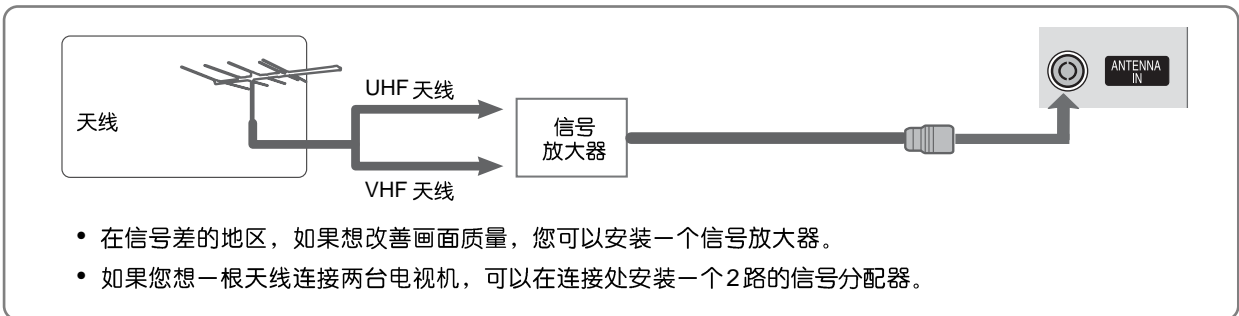 天线
UHF 天线
VHF 天线
信号
放大器
ANTENNA
IN
• 在信号差的地区，如果想改善画面质量，您可以安装一个信号放大器。
• 如果您想一根天线连接两台电视机，可以在连接处安装一个2路的信号分配器。